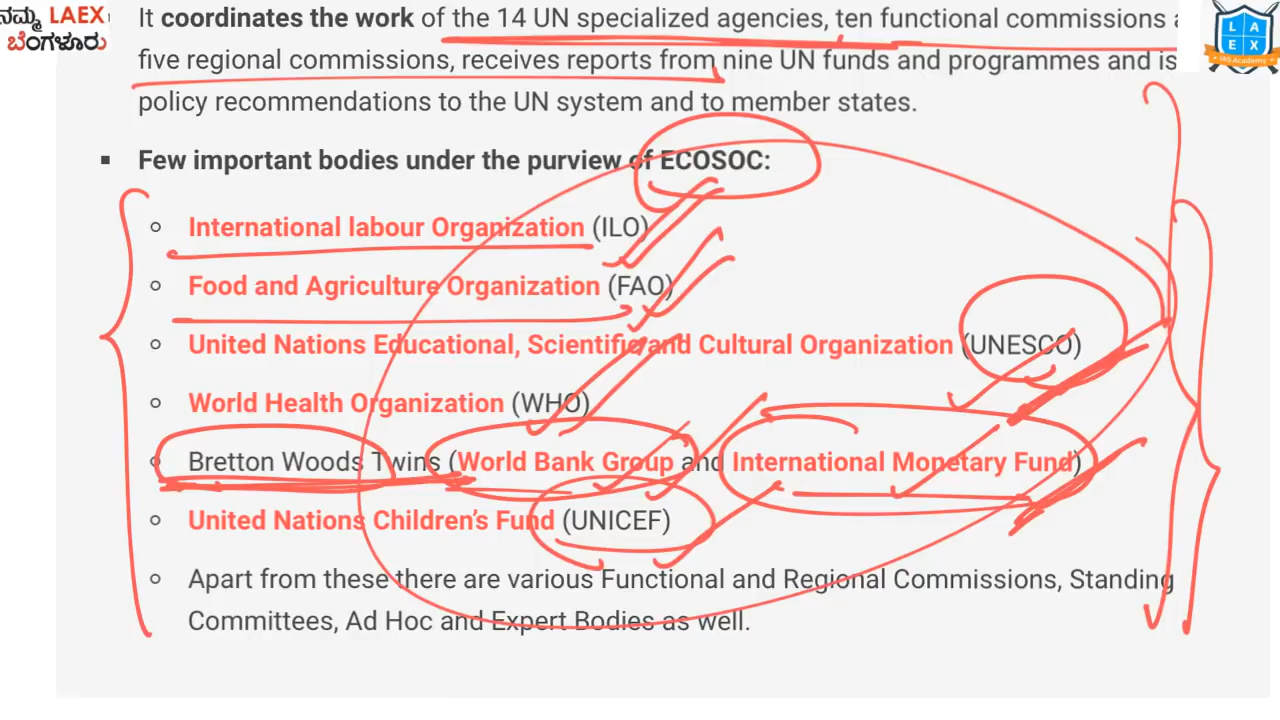 ನಮ್ಮ LAEX
ಬೆಂಗಳೂರು
It coordinates the work of the 14 UN specialized agencies, ten functional commissions
five regional commissions, receives reports from nine UN funds and programmes and is
policy recommendations to the UN system and to member states.
▪ Few important bodies under the purview of ECOSOC:
○ International labour Organization (ILO)
○ Food and Agriculture Organization (FAO)
○ United Nations Educational, Scientific and Cultural Organization (UNESCO)
○ World Health Organization (WHO)
○ Bretton Woods Twins (World Bank Group and International Monetary Fund)
○ United Nations Children's Fund (UNICEF)
○ Apart from these there are various Functional and Regional Commissions, Standing
Committees, Ad Hoc and Expert Bodies as well.
L A
E X
IAS Academy